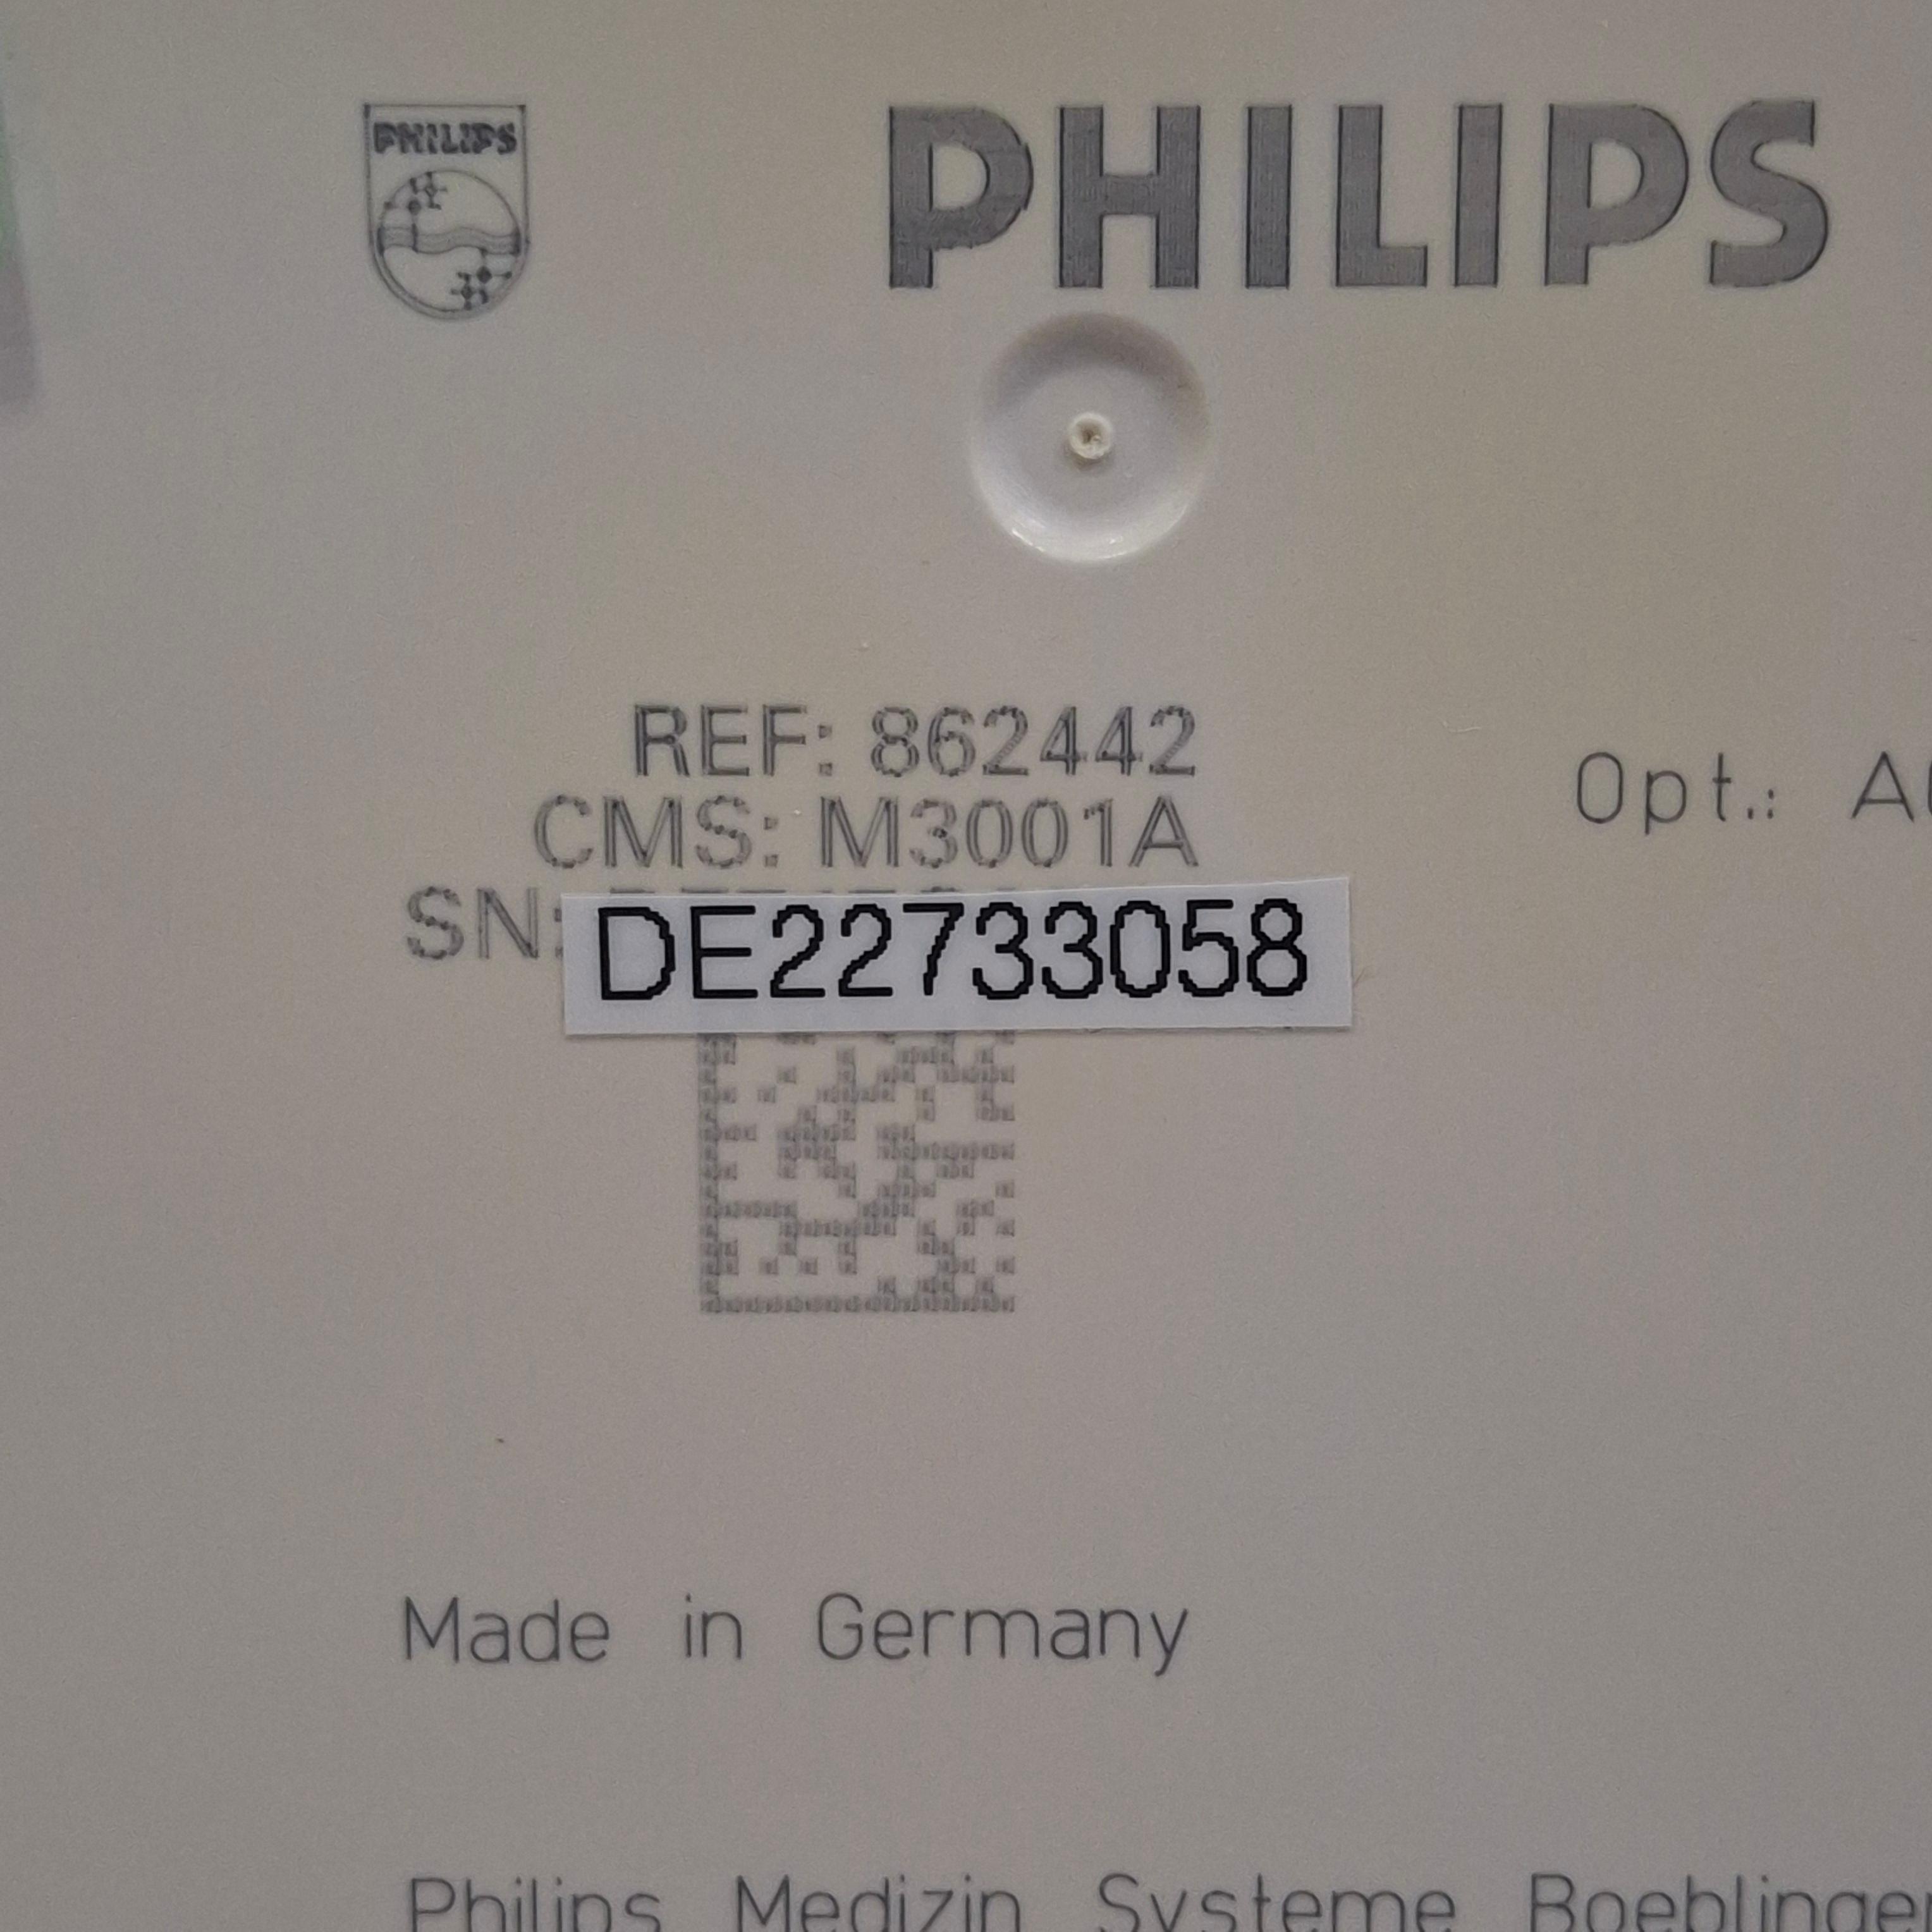 PHILIPS
PHILIPS
REF: 862442
CMS: M3001A
Opt.:
SN: DE22733058
Made in Germany
Philips Medizin Systeme